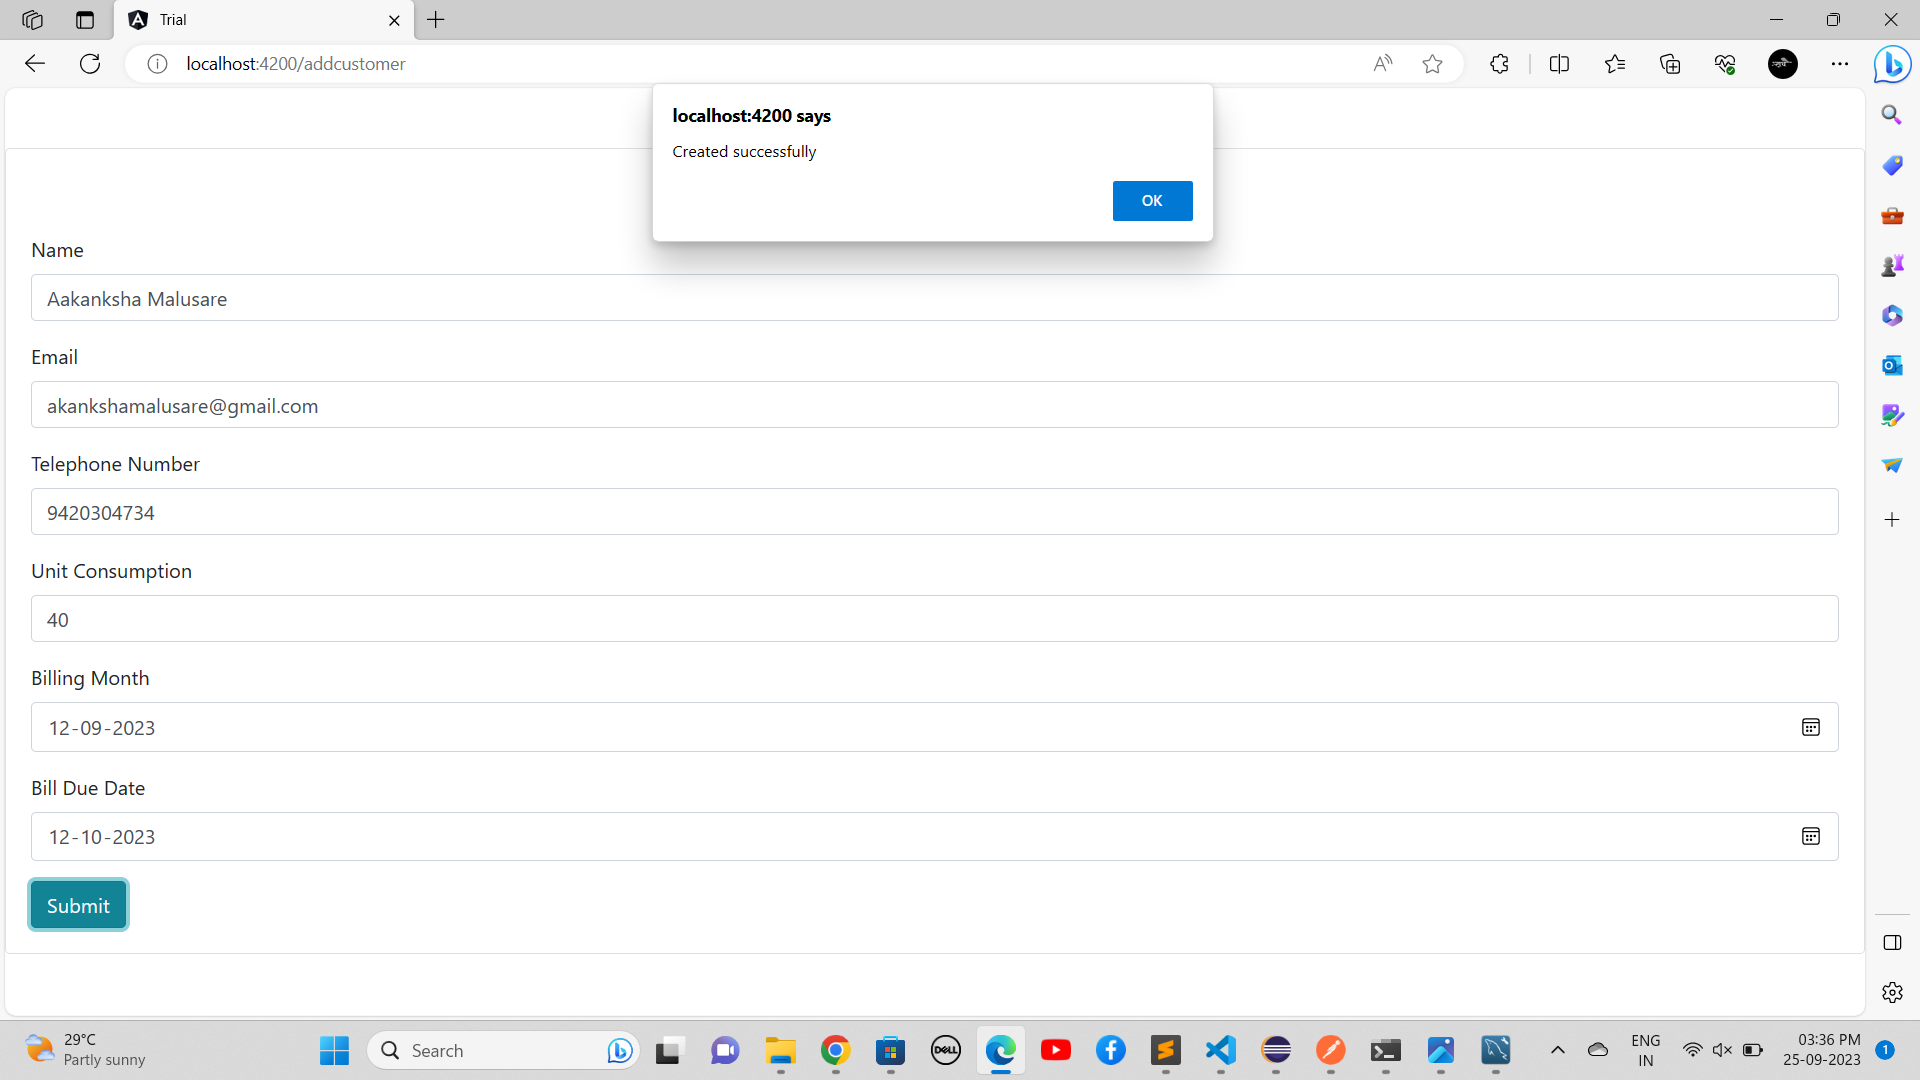 Trial
localhost:4200/addcustomer
localhost:4200 says
Created successfully
OK
Name
Aakanksha Malusare
Email
akankshamalusare@gmail.com
Telephone Number
9420304734
Unit Consumption
40
Billing Month
12-09-2023
Bill Due Date
12-10-2023
Submit
29°C
Partly sunny
Search
DELL
ENG
IN
03:36 PM
25-09-2023
1